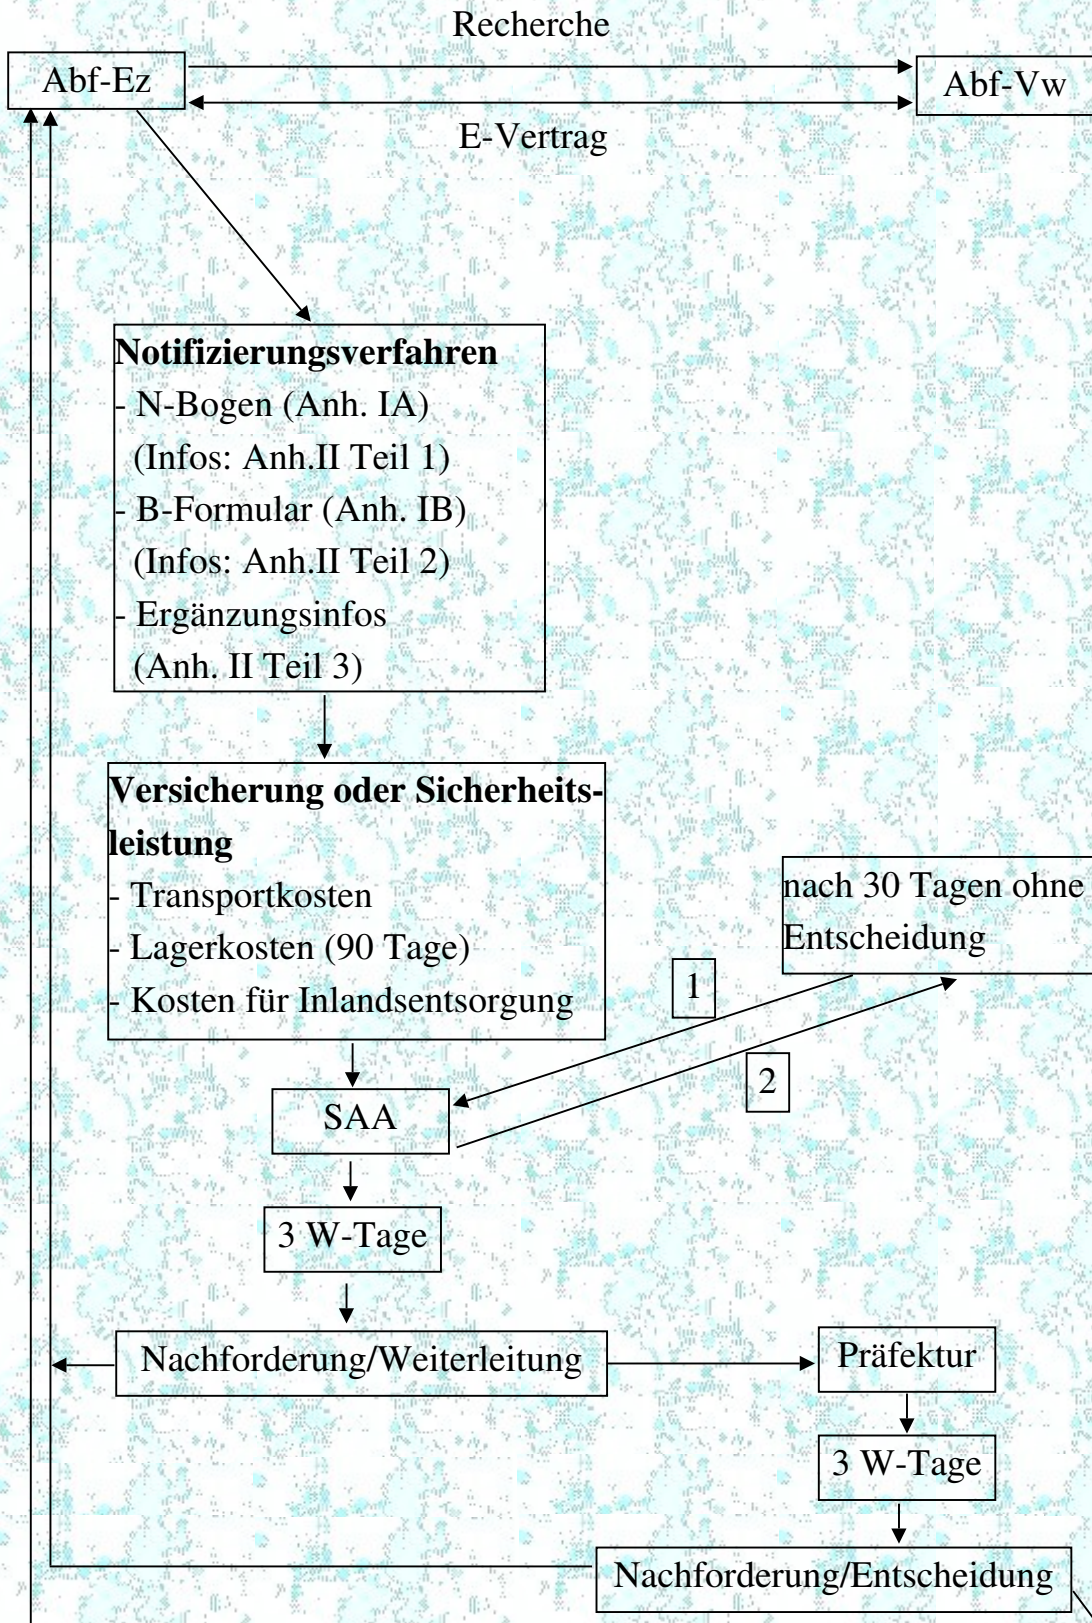 Recherche
Abf-Ez
Abf-Vw
E-Vertrag
Notifizierungsverfahren
- N-Bogen (Anh. IA)
(Infos: Anh.II Teil 1)
- B-Formular (Anh. IB)
(Infos: Anh.II Teil 2)
- Ergänzungsinfos
(Anh. II Teil 3)
Versicherung oder Sicherheits-
leistung
- Transportkosten
- Lagerkosten (90 Tage)
- Kosten für Inlandsentsorgung
nach 30 Tagen ohne
Entscheidung
1
2
SAA
3 W-Tage
Nachforderung/Weiterleitung
Präfektur
3 W-Tage
Nachforderung/Entscheidung